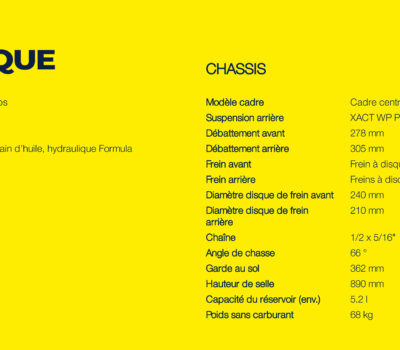 QUE
os
ain d'huile, hydraulique Formula
CHASSIS
Modèle cadre Cadre centr
Suspension arrière XACT WP P
Débattement avant 278 mm
Débattement arrière 305 mm
Frein avant Frein à disqu
Frein arrière Freins à disc
Diamètre disque de frein avant 240 mm
Diamètre disque de frein 210 mm
arrière
Chaîne 1/2 x 5/16"
Angle de chasse 66 °
Garde au sol 362 mm
Hauteur de selle 890 mm
Capacité du réservoir (env.) 5.2 l
Poids sans carburant 68 kg